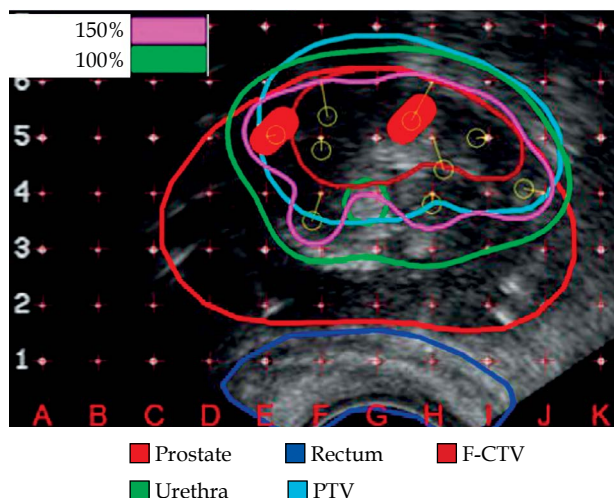 150%
100%
6
5
4
3
2
1
A B C D E F G H I J K
Prostate Rectum F-CTV
Urethra PTV